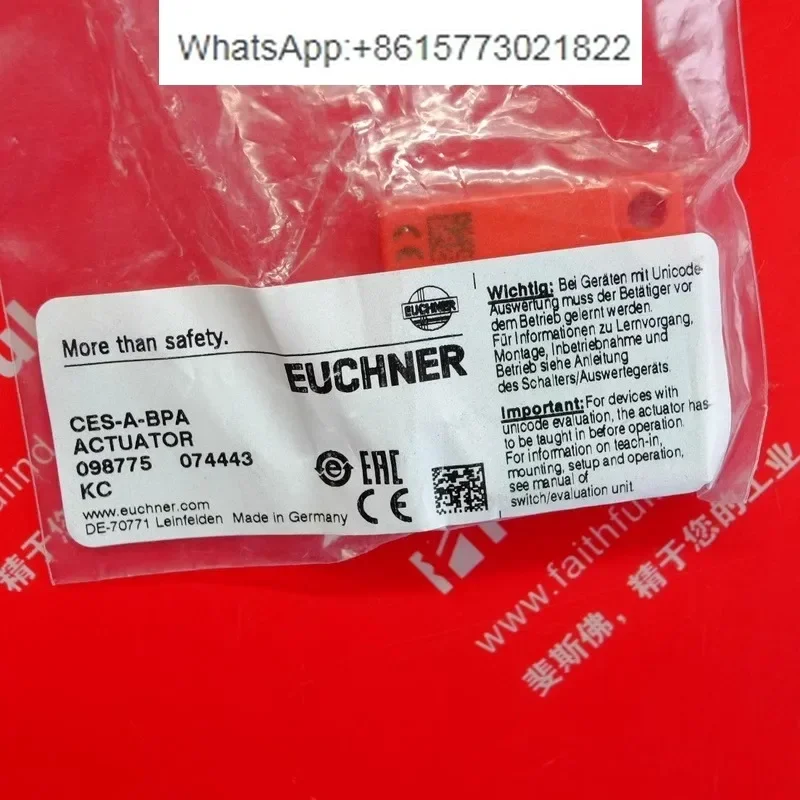 WhatsApp:+8615773021822
CE
More than safety.
EUCHNER
EUCHNER
CES-A-BPA
ACTUATOR
098775 074443
KC
www.euchner.com
DE-70771 Leinfelden Made in Germany
EAC
CE
Wichtig: Bei Geräten mit Unicode-
Auswertung muss der Betätiger vor
dem Betrieb gelernt werden.
Für Informationen zu Lernvorgang,
Montage, Inbetriebnahme und
Betrieb siehe Anleitung
des Schalters/Auswertegeräts.
Important: For devices with
unicode evaluation, the actuator has
to be taught in before operation.
For information on teach-in,
mounting, setup and operation,
see manual of
switch/evaluation unit
www.faithfulind
斐斯佛，精于您的工业
精于您的工业